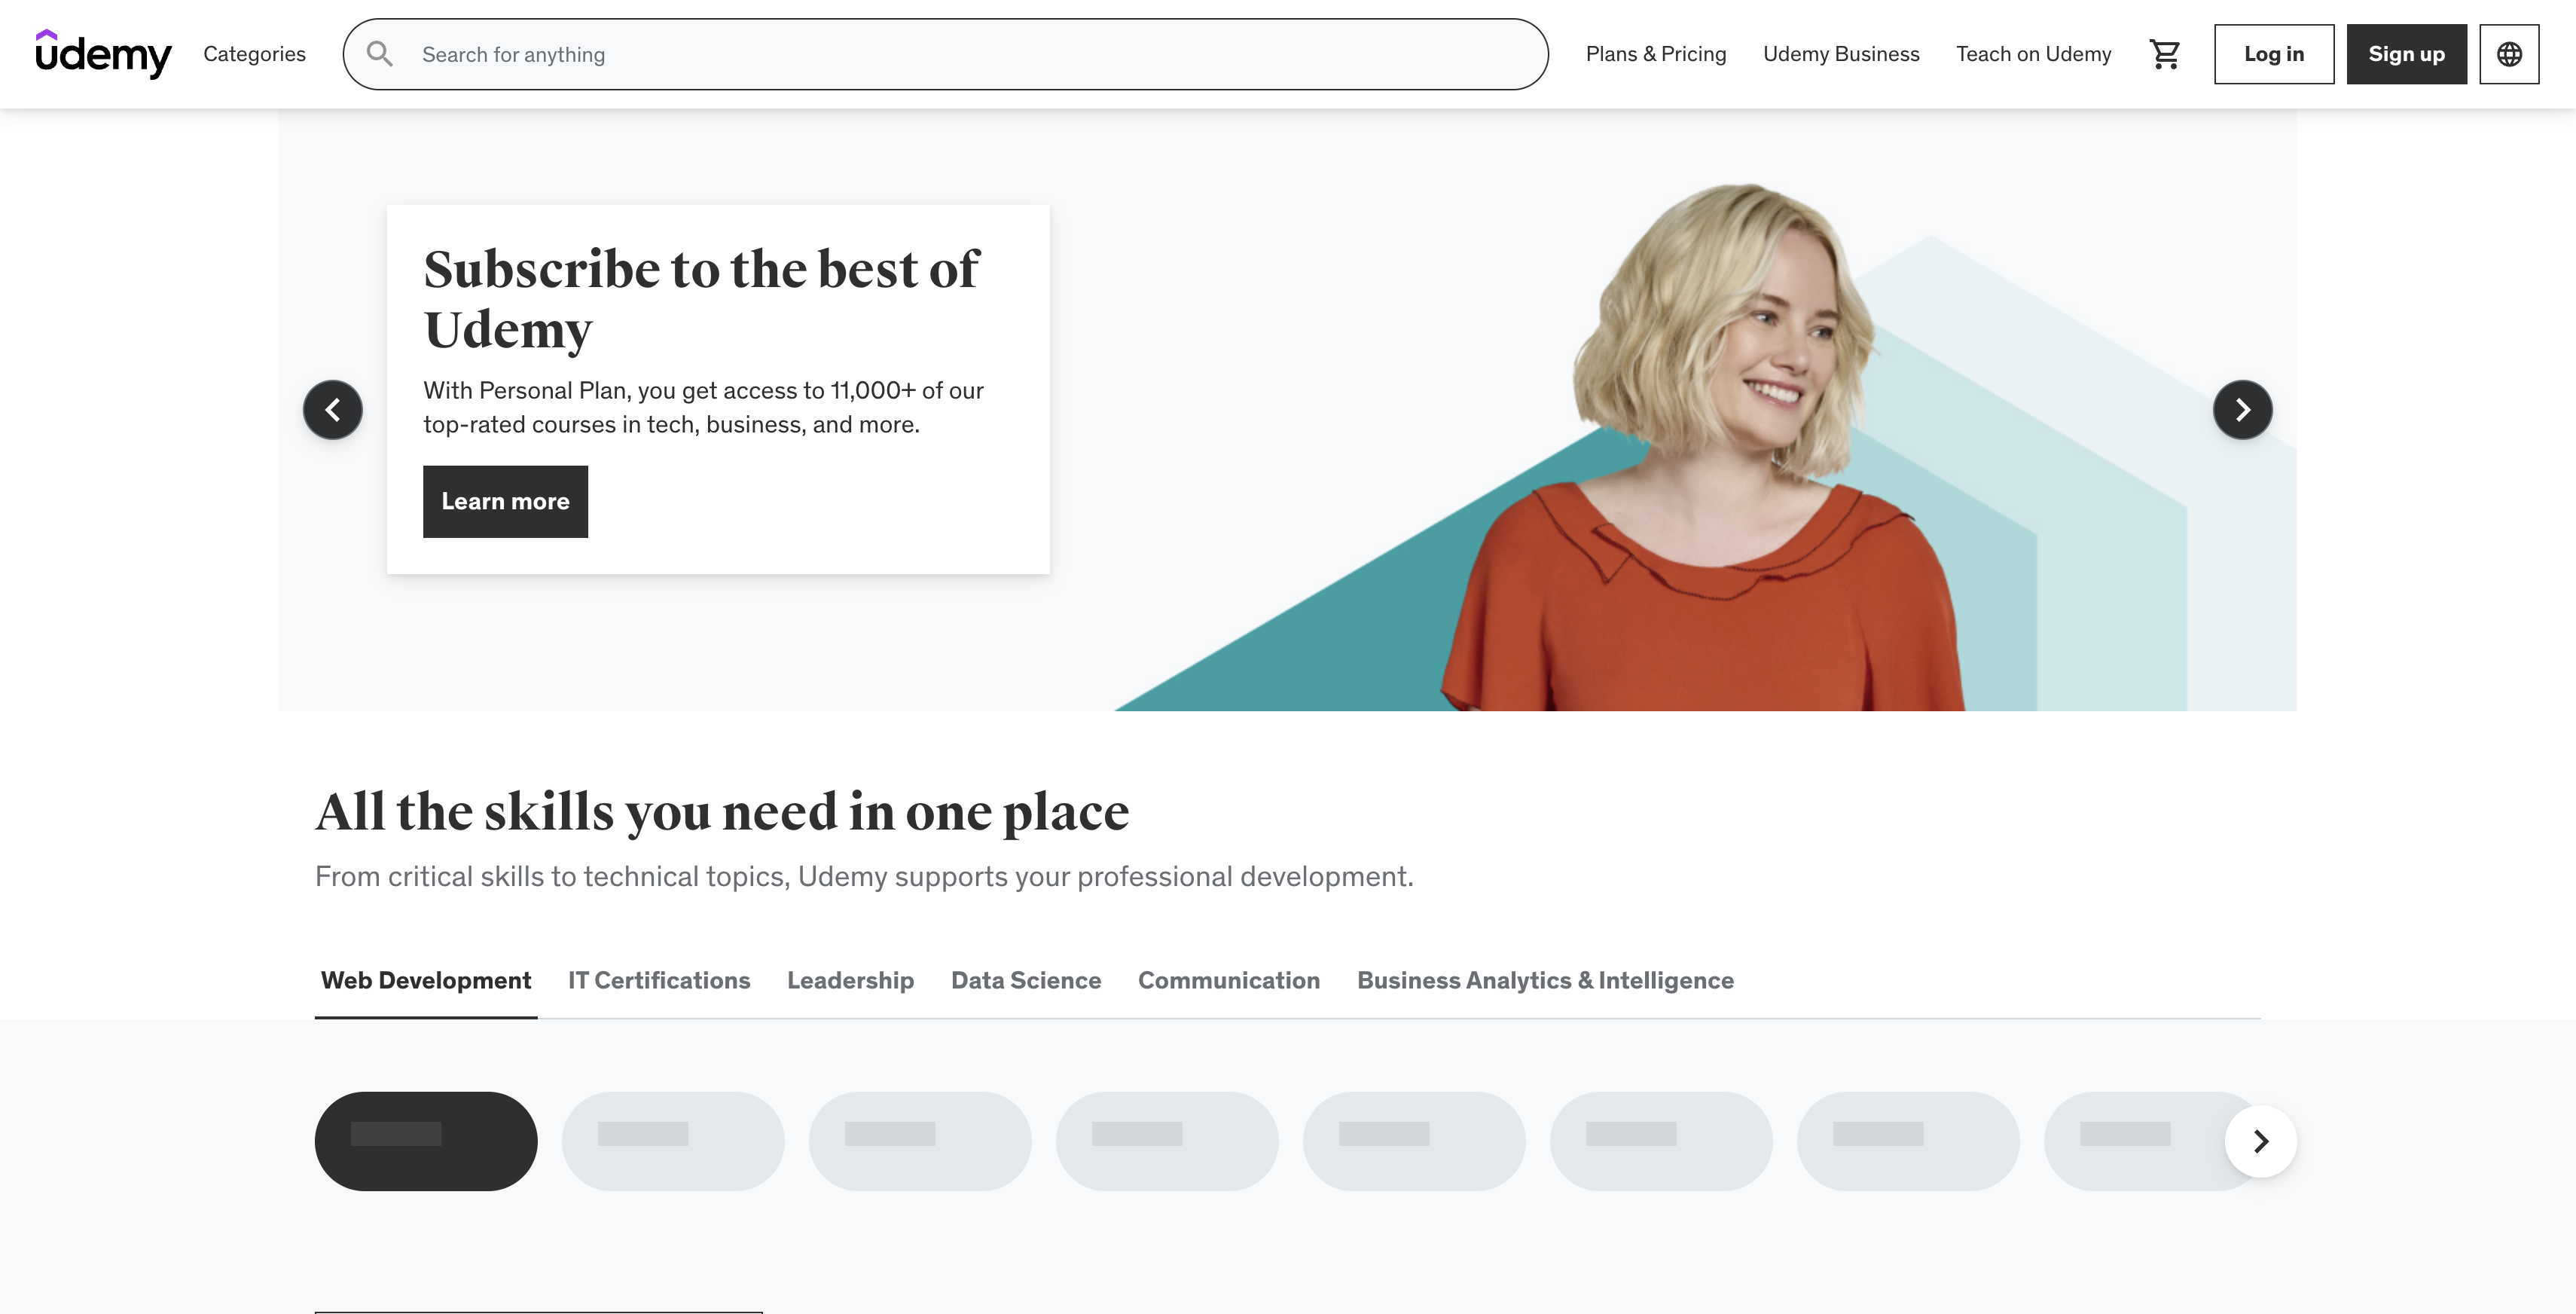 udemy
Categories
Search for anything
Plans & Pricing
Udemy Business
Teach on Udemy
Log in
Sign up
Subscribe to the best of
Udemy
With Personal Plan, you get access to 11,000+ of our
top-rated courses in tech, business, and more.
Learn more
All the skills you need in one place
From critical skills to technical topics, Udemy supports your professional development.
Web Development
IT Certifications
Leadership
Data Science
Communication
Business Analytics & Intelligence